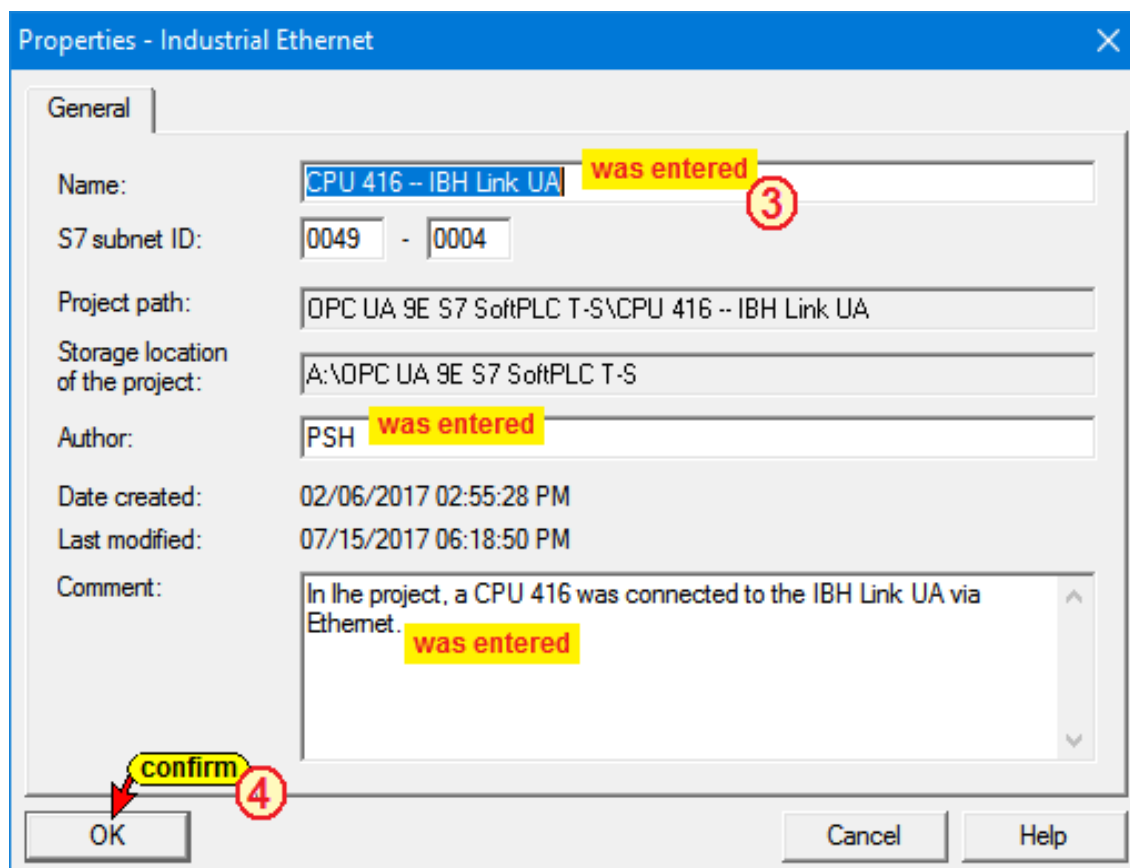 Properties - Industrial Ethernet
General
Name: CPU 416 -- IBH Link UA was entered
3
S7 subnet ID: 0049 - 0004
Project path: OPC UA 9E S7 SoftPLC T-S\CPU 416 -- IBH Link UA
Storage location
of the project: A:\OPC UA 9E S7 SoftPLC T-S
Author: PSH was entered
Date created: 02/06/2017 02:55:28 PM
Last modified: 07/15/2017 06:18:50 PM
Comment: In lhe project, a CPU 416 was connected to the IBH Link UA via
Ethernet. was entered
confirm 4
OK Cancel Help